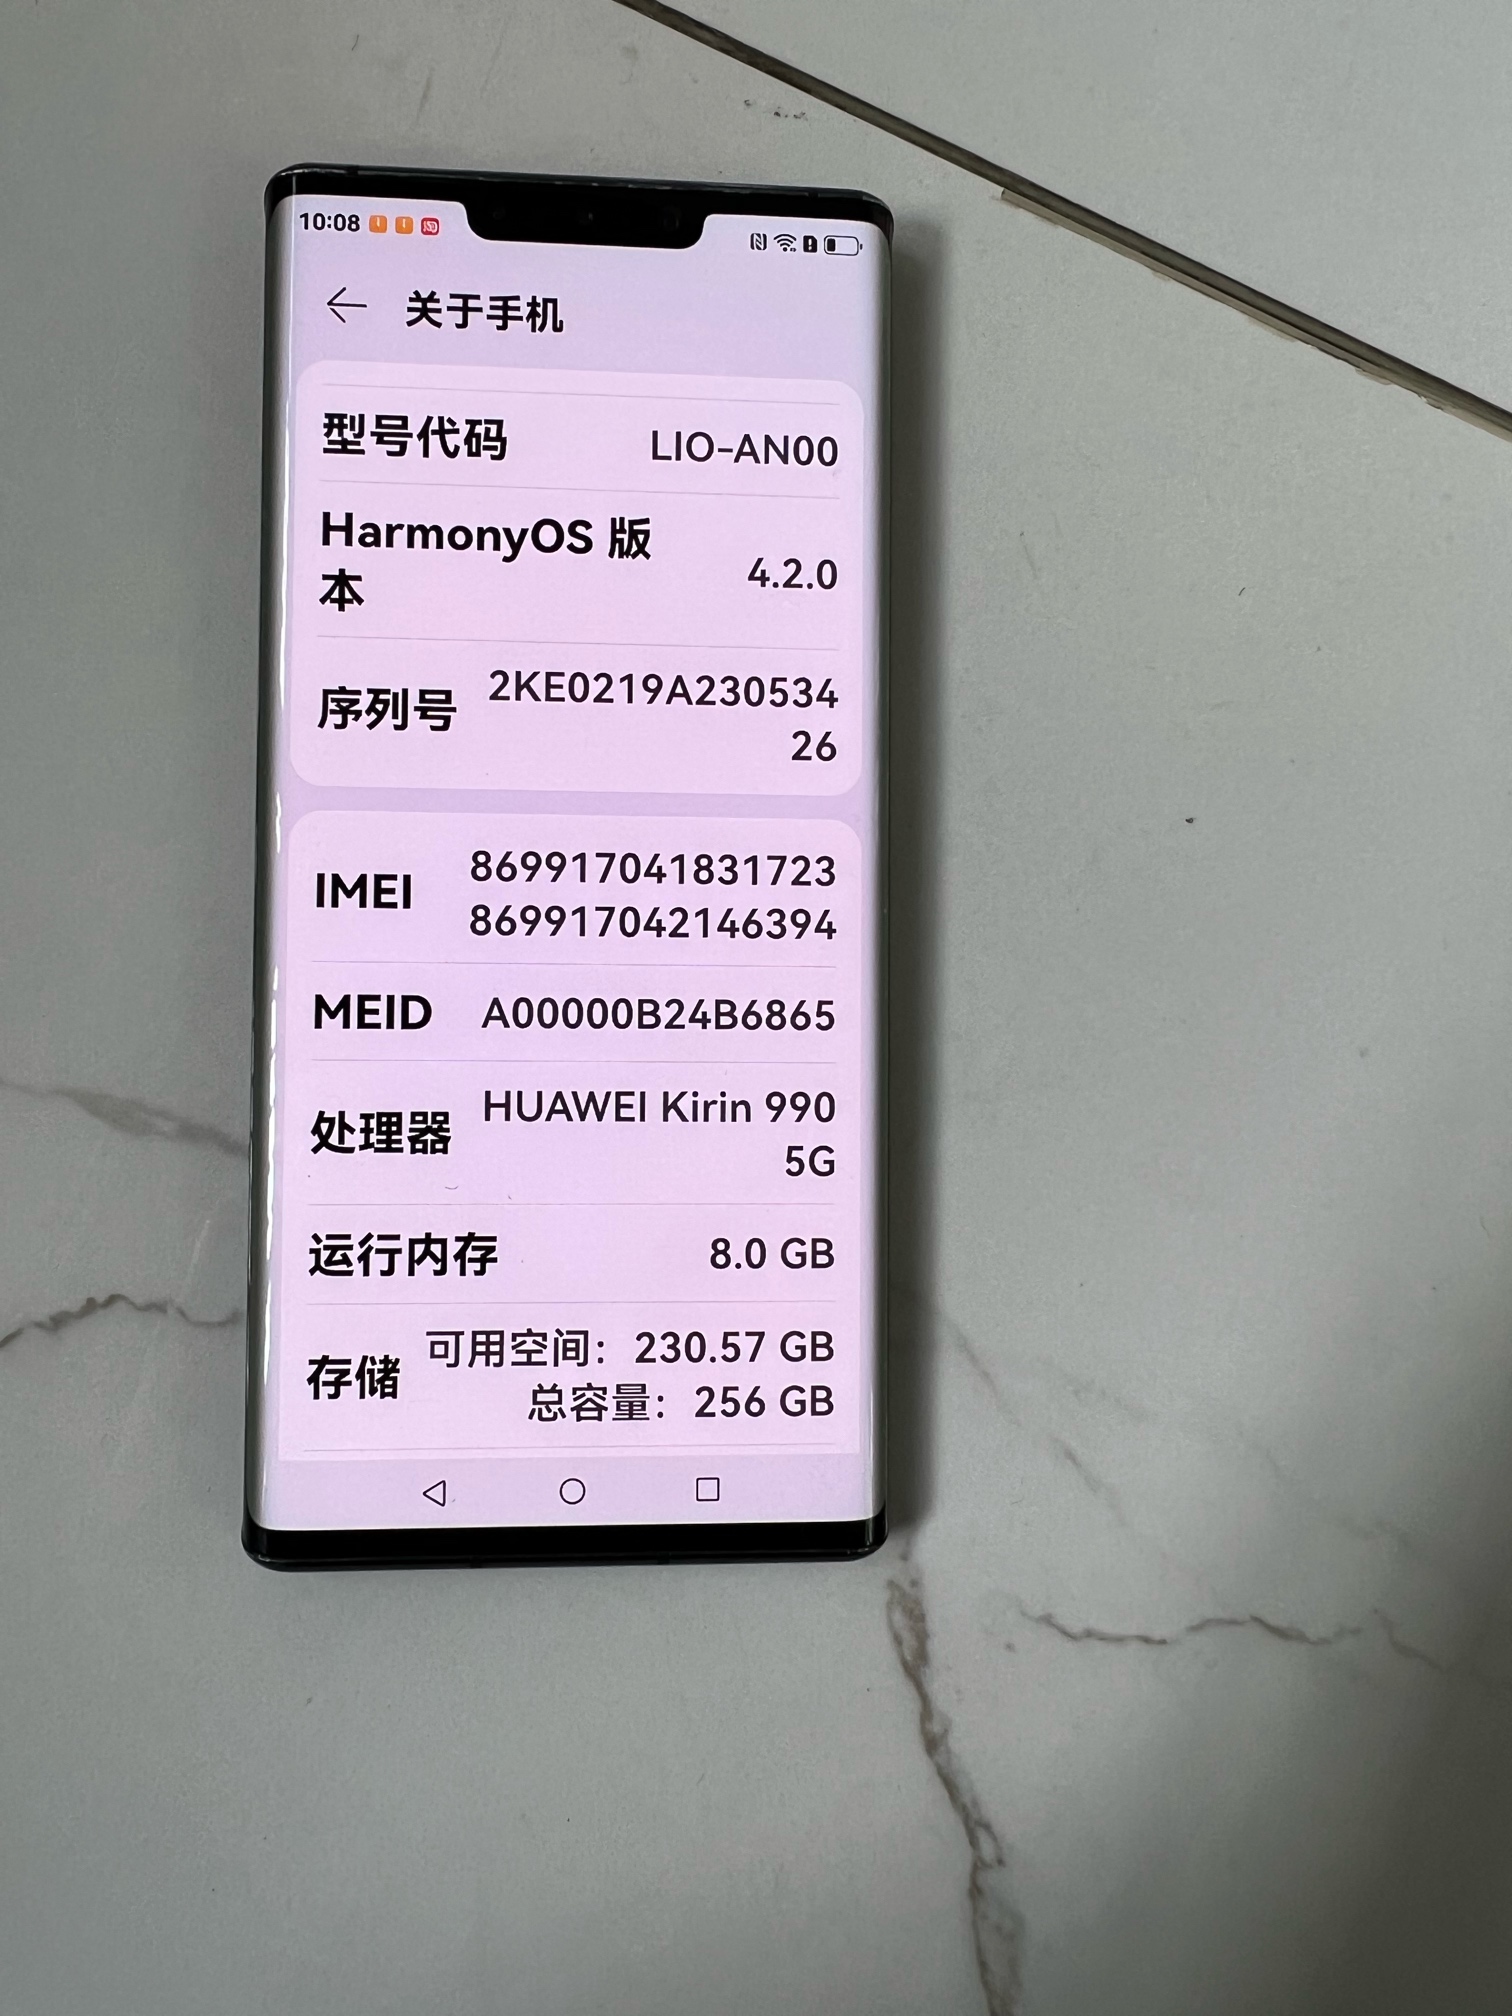 10:08
关于手机
型号代码 LIO-AN00
HarmonyOS 版
本 4.2.0
序列号 2KE0219A230534
26
IMEI 869917041831723
869917042146394
MEID A00000B24B6865
处理器 HUAWEI Kirin 990
5G
运行内存 8.0 GB
存储 可用空间：230.57 GB
总容量：256 GB